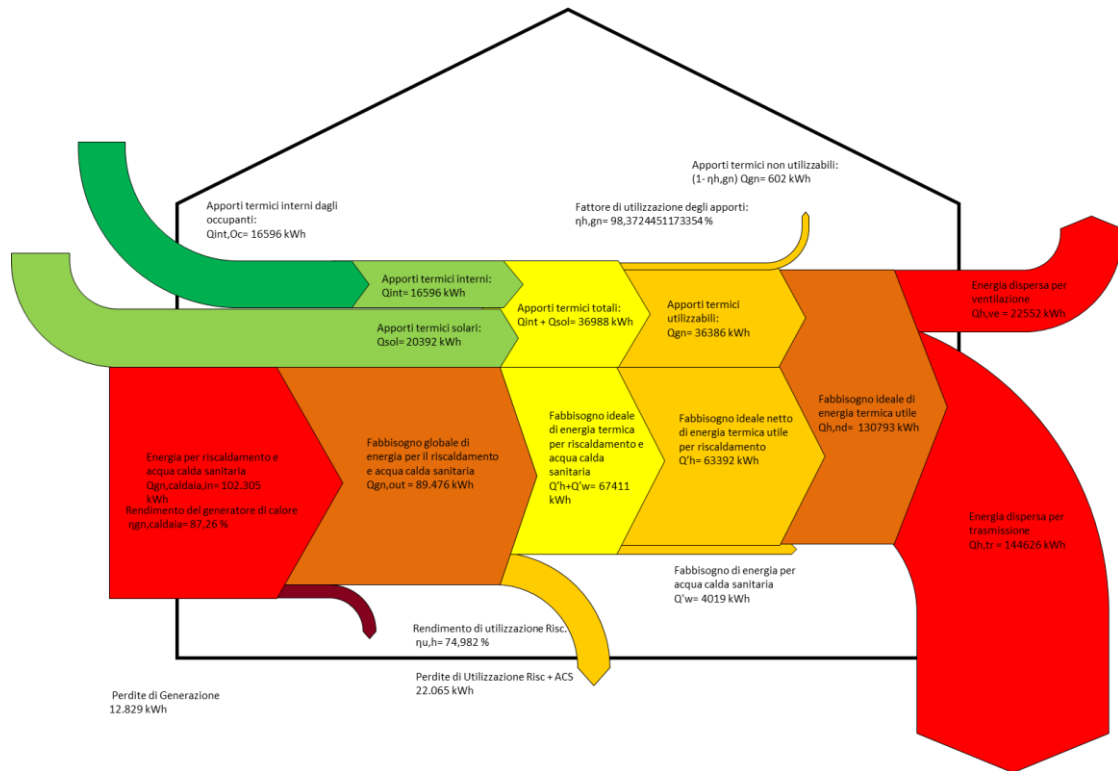 Apporti termici non utilizzabili:
(1- ηh,gn) Qgn= 602 kWh
Apporti termici interni dagli
occupanti:
Qint,Oc= 16596 kWh
Fattore di utilizzazione degli apporti:
ηh,gn= 98,3724451173354 %
Apporti termici interni:
Qint= 16596 kWh
Apporti termici totali:
Qint + Qsol= 36988 kWh
Apporti termici
utilizzabili:
Qgn= 36386 kWh
Energia dispersa per
ventilazione
Qh,ve = 22552 kWh
Apporti termici solari:
Qsol= 20392 kWh
Energia per riscaldamento e
acqua calda sanitaria
Qgn,caldaia,in= 102.305
kWh
Rendimento del generatore di calore
ηgn,caldaia= 87,26 %
Fabbisogno globale di
energia per il riscaldamento
e acqua calda sanitaria
Qgn,out = 89.476 kWh
Fabbisogno ideale
di energia termica
per riscaldamento e
acqua calda
sanitaria
Q'h+Q'w= 67411
kWh
Fabbisogno ideale netto
di energia termica utile
per riscaldamento
Q'h= 63392 kWh
Fabbisogno ideale di
energia termica utile
Qh,nd= 130793 kWh
Energia dispersa per
trasmissione
Qh,tr = 144626 kWh
Fabbisogno di energia per
acqua calda sanitaria
Q'w= 4019 kWh
Rendimento di utilizzazione Risc.
ηu,h= 74,982 %
Perdite di Utilizzazione Risc + ACS
22.065 kWh
Perdite di Generazione
12.829 kWh